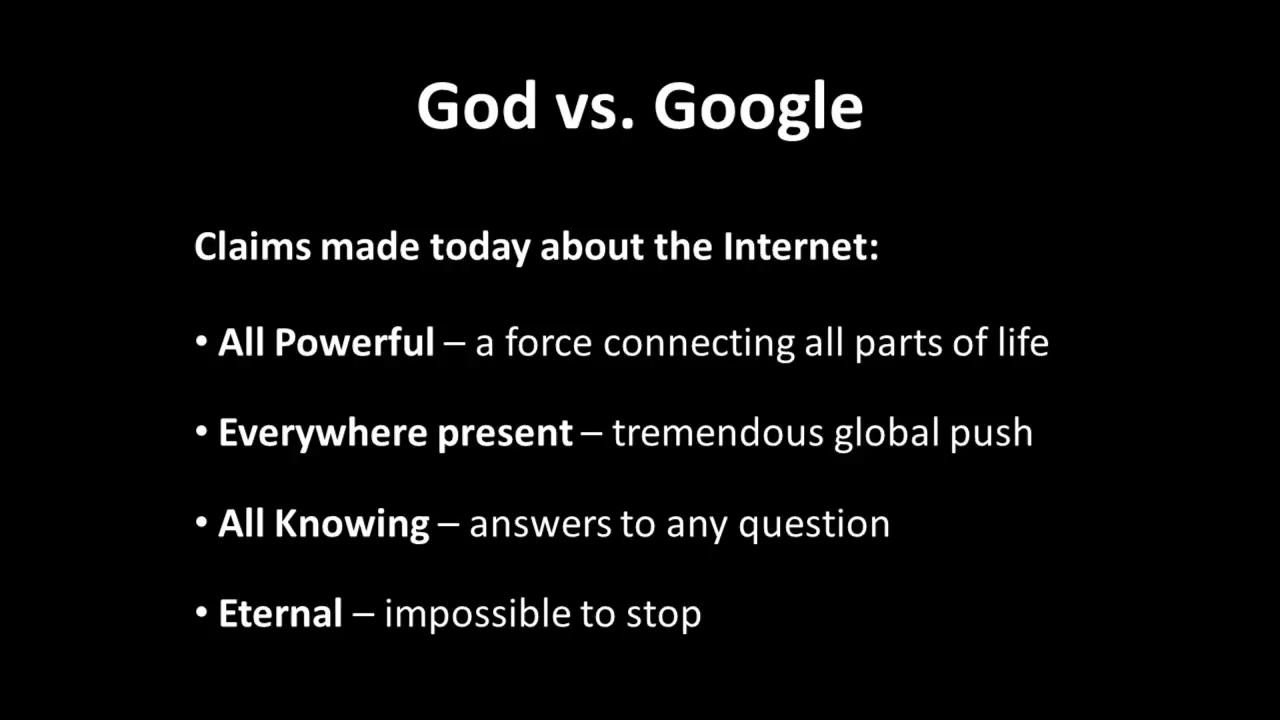 God vs. Google
Claims made today about the Internet:
• All Powerful – a force connecting all parts of life
• Everywhere present – tremendous global push
• All Knowing – answers to any question
• Eternal – impossible to stop